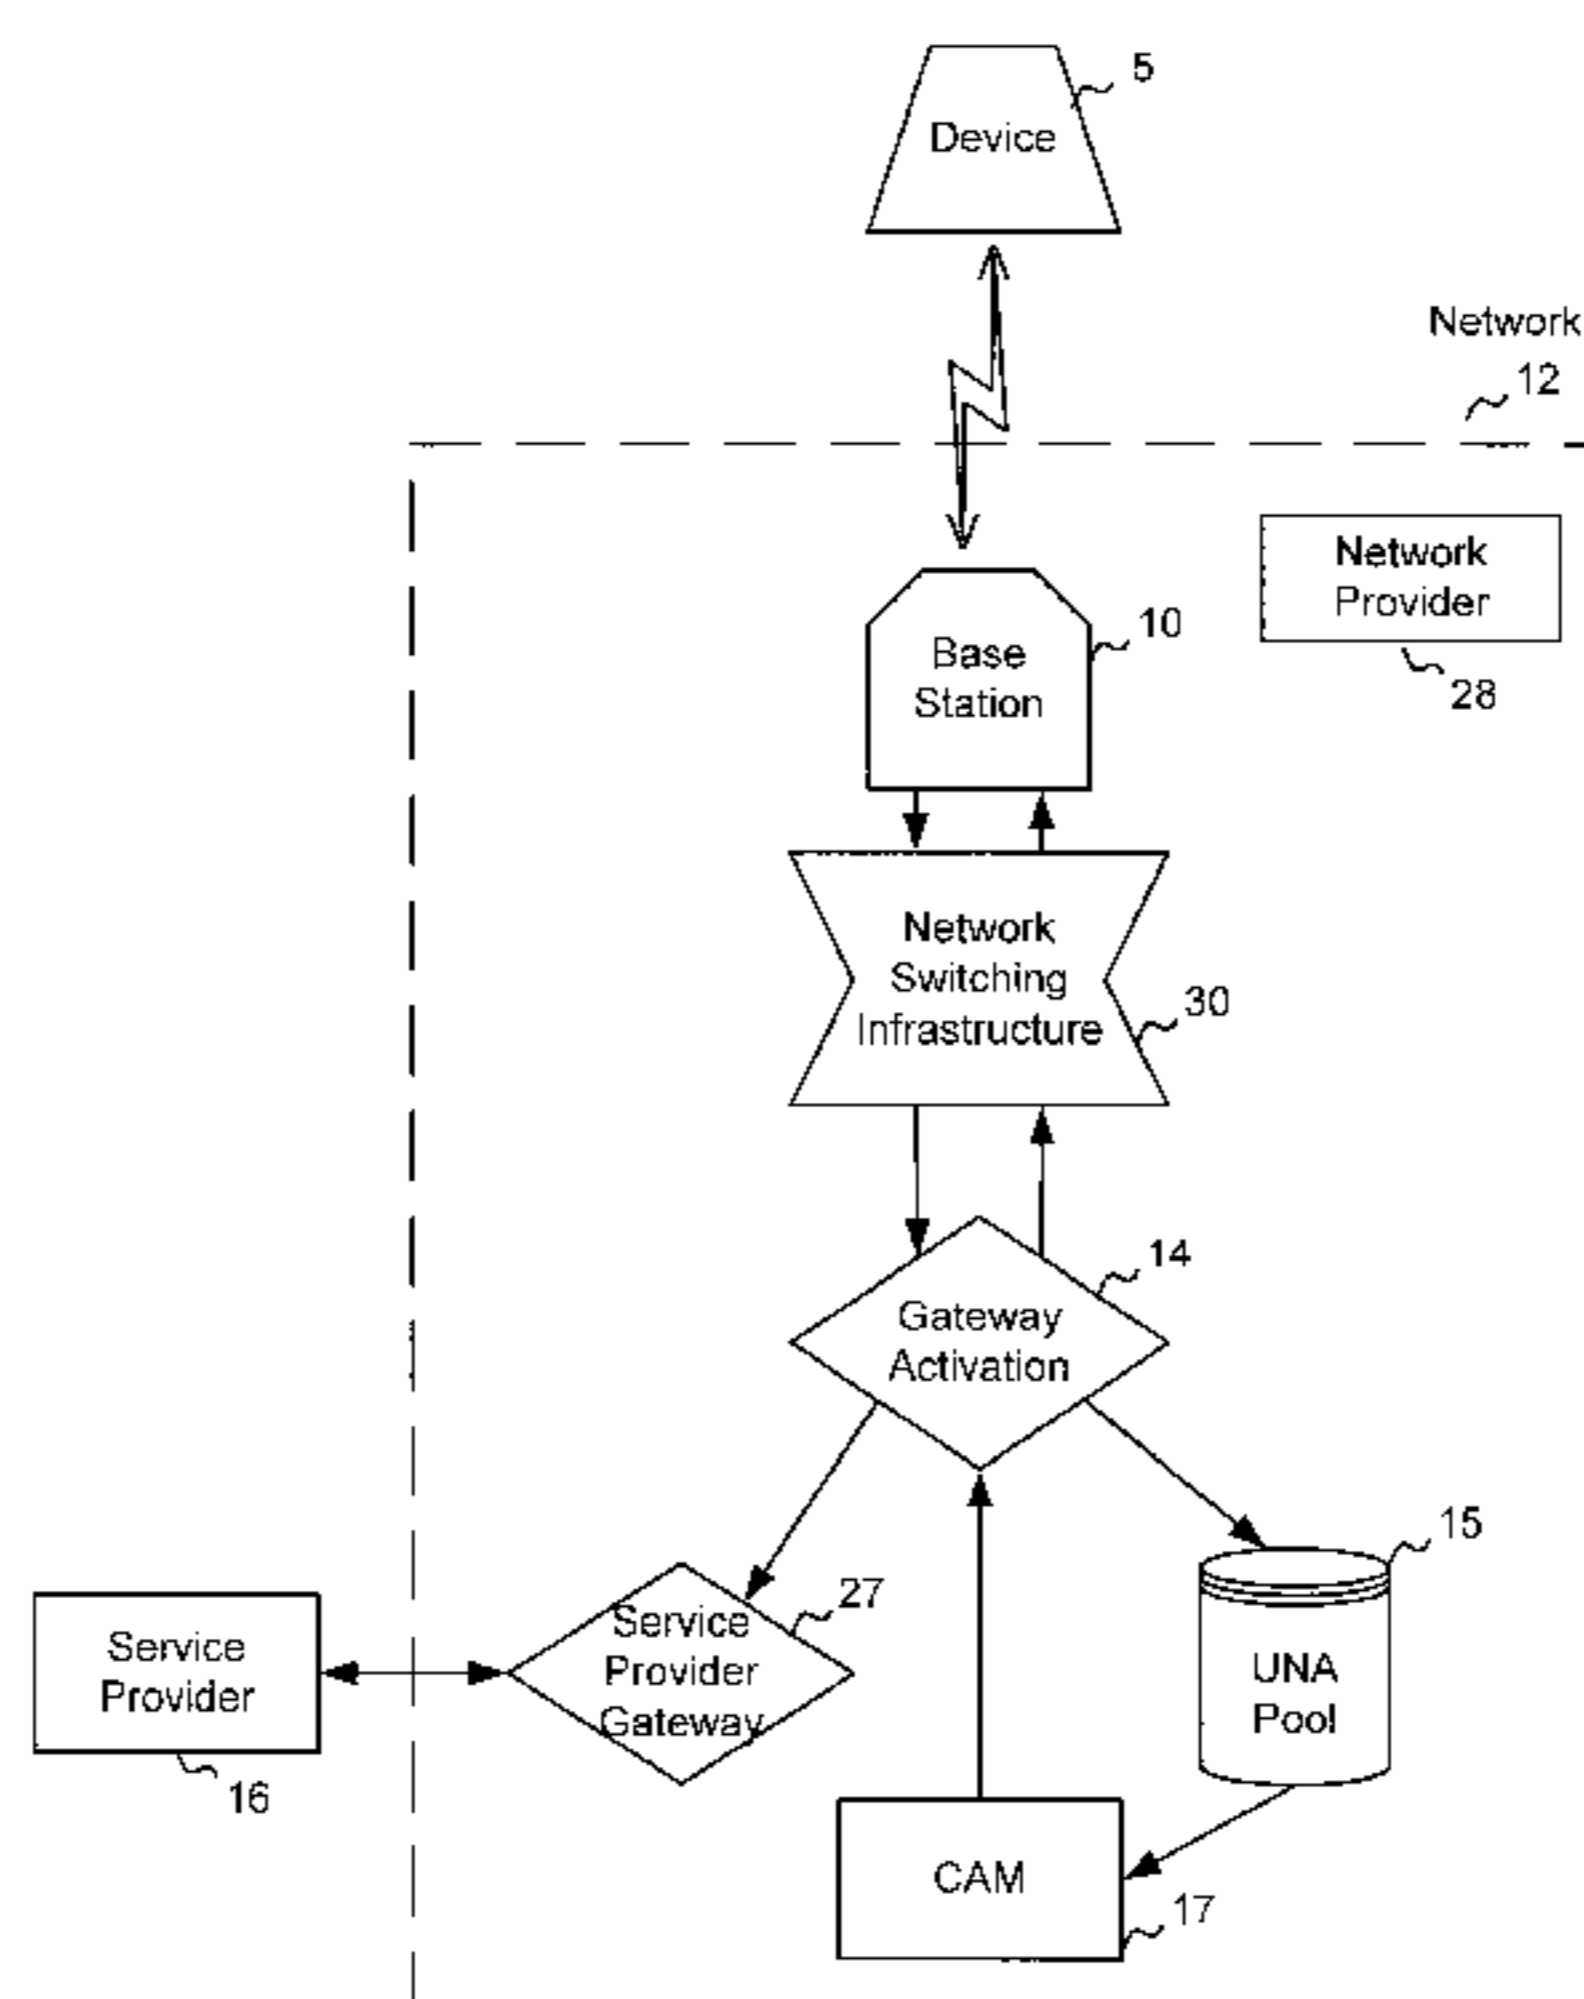 5
Device
Network
12
Network
Provider
28
Base
Station
10
Network
Switching
Infrastructure
30
14
Gateway
Activation
15
27
Service
Provider
Gateway
Service
Provider
16
UNA
Pool
CAM
17